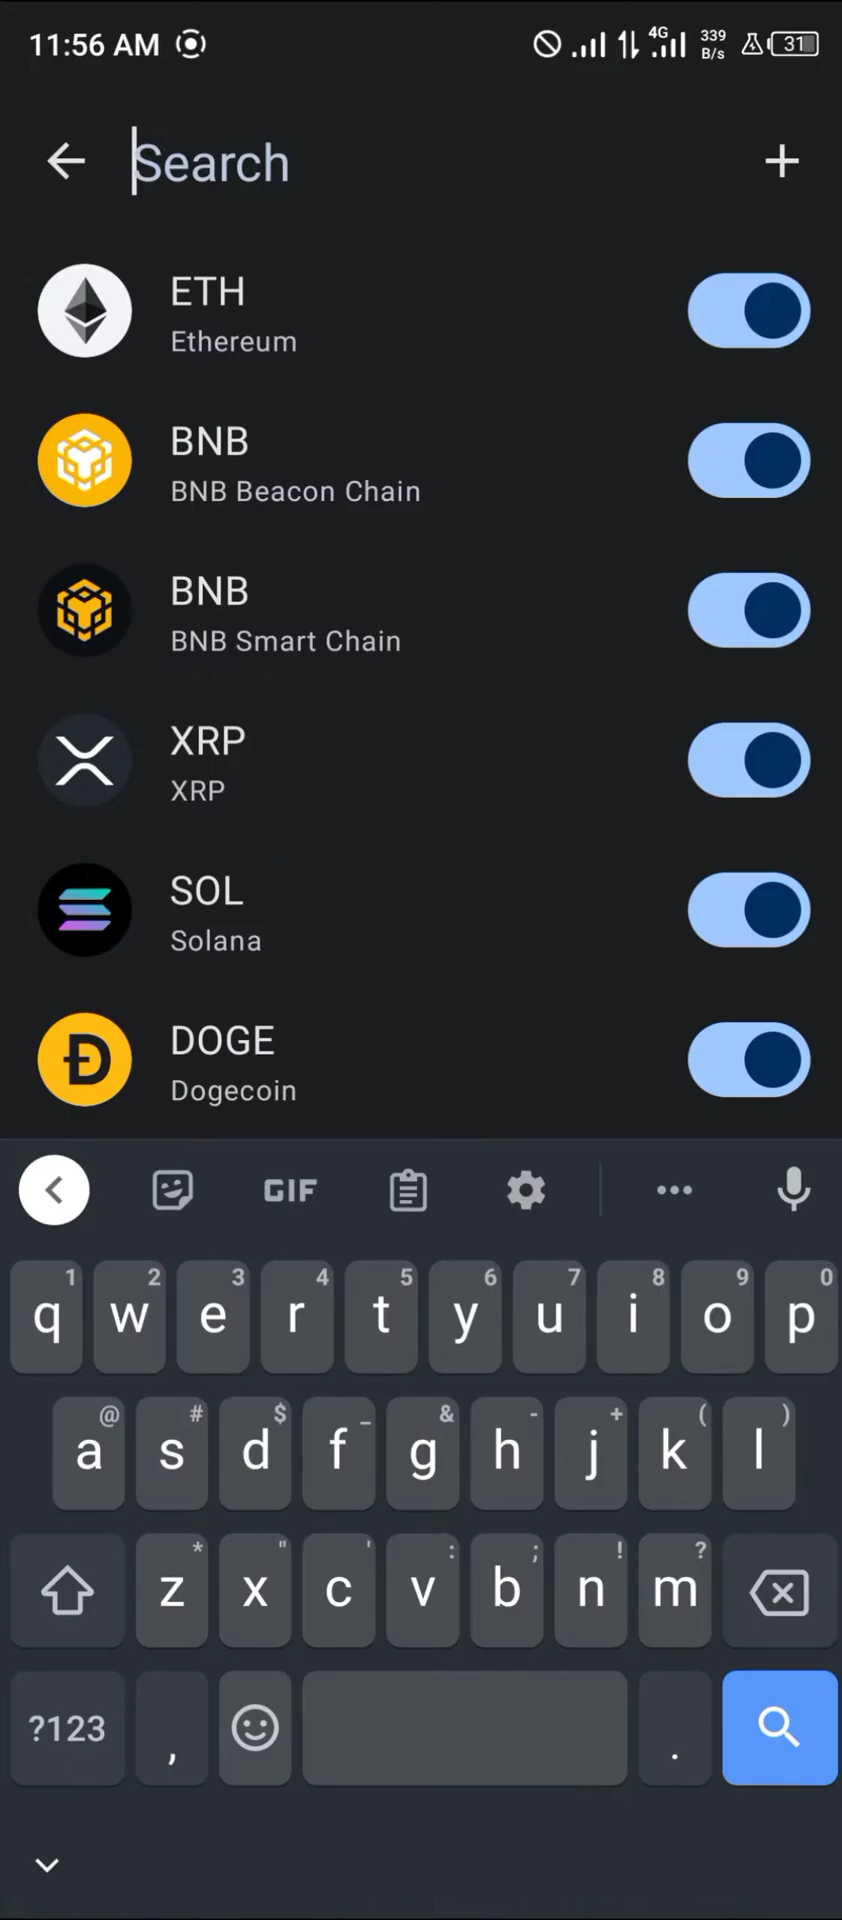 11:56 AM
4G
339
B/s
31
Search
ETH
Ethereum
BNB
BNB Beacon Chain
BNB
BNB Smart Chain
XRP
XRP
SOL
Solana
DOGE
Dogecoin
GIF
1 2 3 4 5 6 7 8 9 0
q w e r t y u i o p
@ # $ _ & - + ( )
a s d f g h j k l
* " ' : ; ! ?
z x c v b n m
?123 , .